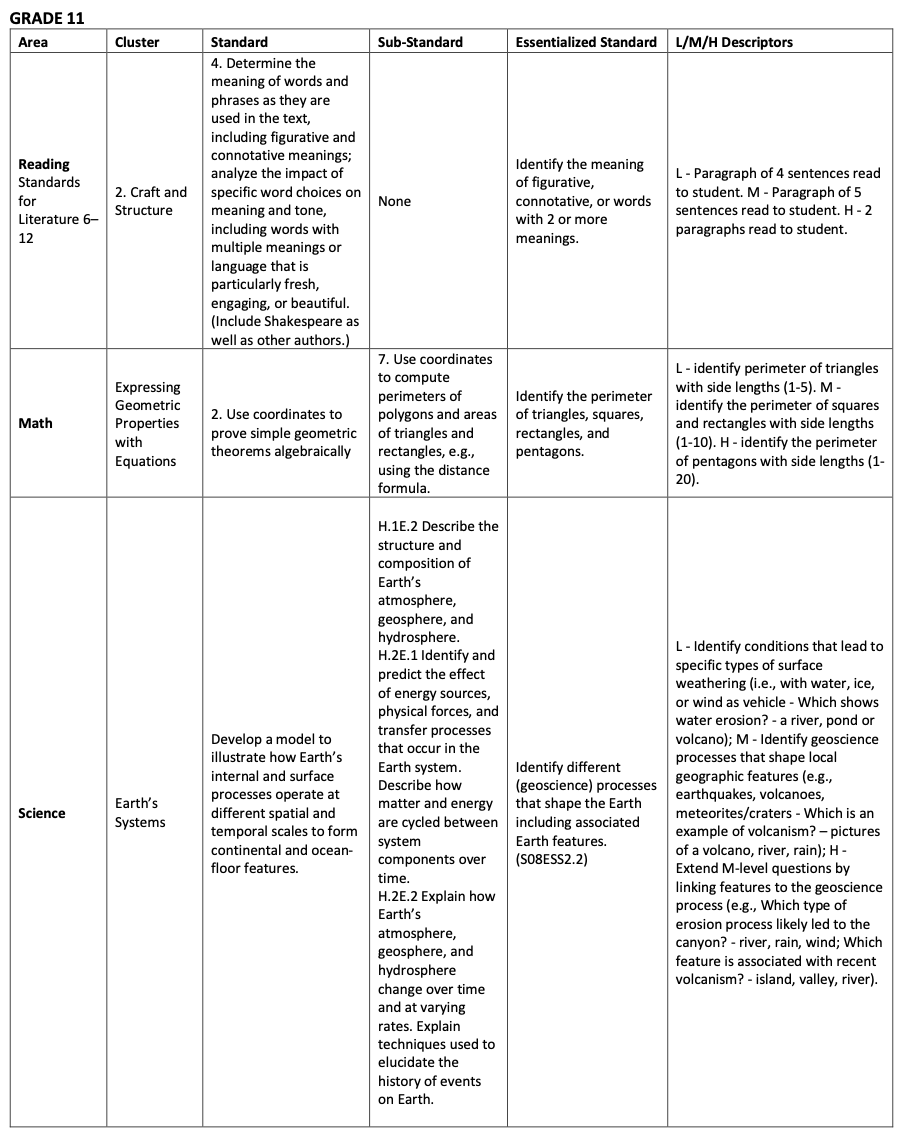 GRADE 11
Area
Cluster
Standard
Sub-Standard
Essentialized Standard
L/M/H Descriptors
Reading
Standards
for
Literature 6–
12
2. Craft and
Structure
4. Determine the
meaning of words and
phrases as they are
used in the text,
including figurative and
connotative meanings;
analyze the impact of
specific word choices on
meaning and tone,
including words with
multiple meanings or
language that is
particularly fresh,
engaging, or beautiful.
(Include Shakespeare as
well as other authors.)
None
Identify the meaning
of figurative,
connotative, or words
with 2 or more
meanings.
L - Paragraph of 4 sentences read
to student. M - Paragraph of 5
sentences read to student. H - 2
paragraphs read to student.
Math
Expressing
Geometric
Properties
with
Equations
2. Use coordinates to
prove simple geometric
theorems algebraically
7. Use coordinates
to compute
perimeters of
polygons and areas
of triangles and
rectangles, e.g.,
using the distance
formula.
Identify the perimeter
of triangles, squares,
rectangles, and
pentagons.
L - identify perimeter of triangles
with side lengths (1-5). M -
identify the perimeter of squares
and rectangles with side lengths
(1-10). H - identify the perimeter
of pentagons with side lengths (1-
20).
Science
Earth’s
Systems
Develop a model to
illustrate how Earth’s
internal and surface
processes operate at
different spatial and
temporal scales to form
continental and ocean-
floor features.
H.1E.2 Describe the
structure and
composition of
Earth’s
atmosphere,
geosphere, and
hydrosphere.
H.2E.1 Identify and
predict the effect
of energy sources,
physical forces, and
transfer processes
that occur in the
Earth system.
Describe how
matter and energy
are cycled between
system
components over
time.
H.2E.2 Explain how
Earth’s
atmosphere,
geosphere, and
hydrosphere
change over time
and at varying
rates. Explain
techniques used to
elucidate the
history of events
on Earth.
Identify different
(geoscience) processes
that shape the Earth
including associated
Earth features.
(S08ESS2.2)
L - Identify conditions that lead to
specific types of surface
weathering (i.e., with water, ice,
or wind as vehicle - Which shows
water erosion? - a river, pond or
volcano); M - Identify geoscience
processes that shape local
geographic features (e.g.,
earthquakes, volcanoes,
meteorites/craters - Which is an
example of volcanism? – pictures
of a volcano, river, rain); H -
Extend M-level questions by
linking features to the geoscience
process (e.g., Which type of
erosion process likely led to the
canyon? - river, rain, wind; Which
feature is associated with recent
volcanism? - island, valley, river).